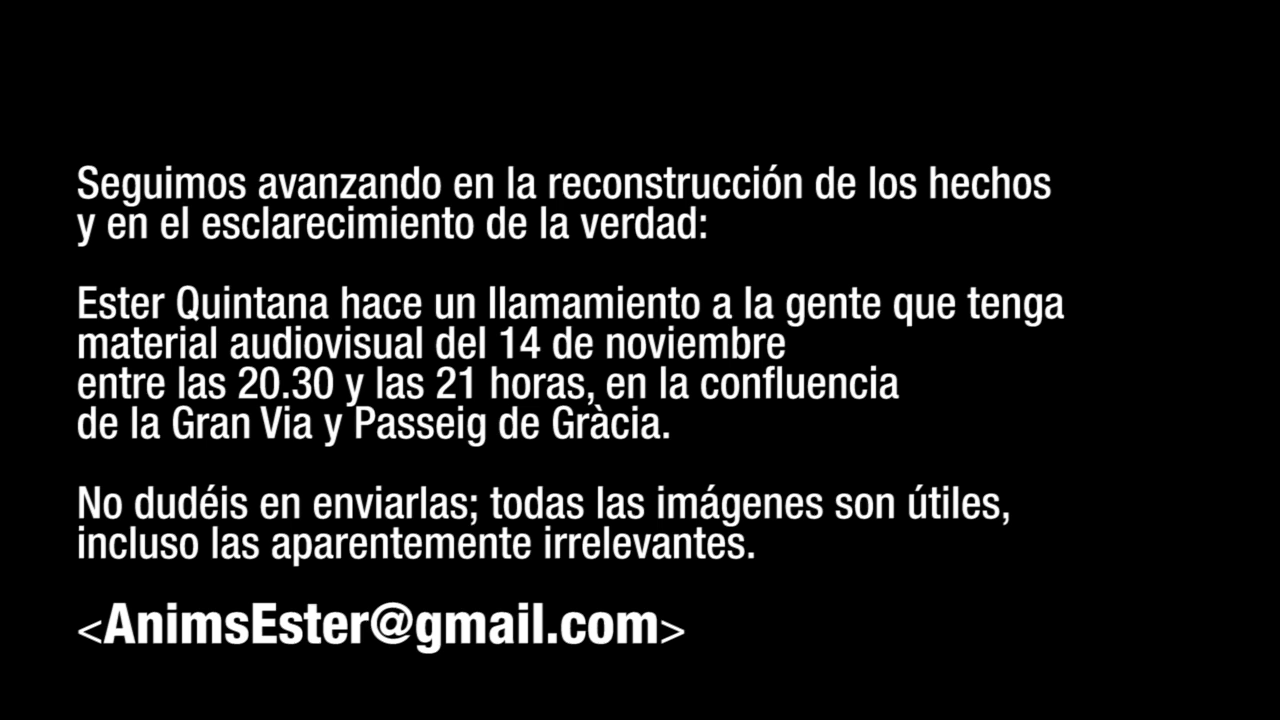 Seguimos avanzando en la reconstrucción de los hechos
y en el esclarecimiento de la verdad:
Ester Quintana hace un llamamiento a la gente que tenga
material audiovisual del 14 de noviembre
entre las 20.30 y las 21 horas, en la confluencia
de la Gran Via y Passeig de Gràcia.
No dudéis en enviarlas; todas las imágenes son útiles,
incluso las aparentemente irrelevantes.
<AnimsEster@gmail.com>